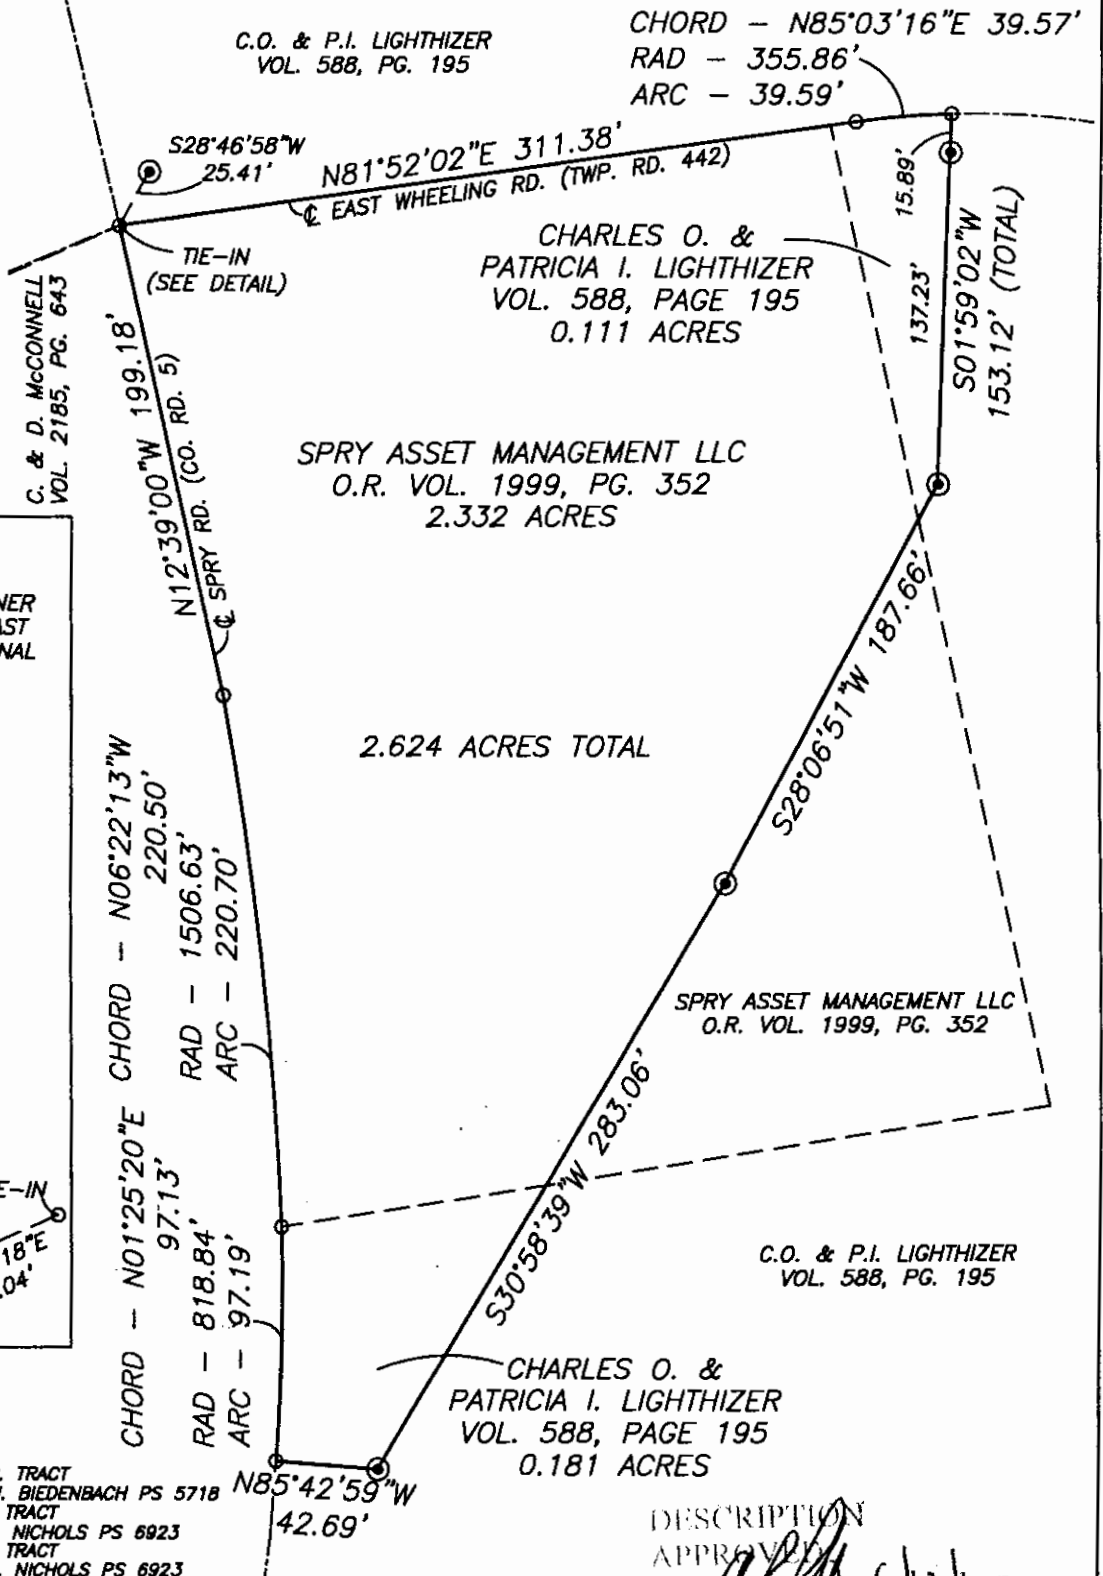 C.O. & P.I. LIGHTHIZER
VOL. 588, PG. 195
CHORD - N85°03'16"E 39.57'
RAD - 355.86'
ARC - 39.59'
S28°46'58"W
25.41'
N81°52'02"E 311.38'
℄ EAST WHEELING RD. (TWP. RD. 442)
15.89'
137.23'
S01°59'02"W
153.12' (TOTAL)
TIE-IN
(SEE DETAIL)
CHARLES O. &
PATRICIA I. LIGHTHIZER
VOL. 588, PAGE 195
0.111 ACRES
C. & D. McCONNELL
VOL. 2185, PG. 643
N12°39'00"W 199.18'
℄ SPRY RD. (CO. RD. 5)
SPRY ASSET MANAGEMENT LLC
O.R. VOL. 1999, PG. 352
2.332 ACRES
NER
AST
NAL
2.624 ACRES TOTAL
S28°06'51"W 187.66'
CHORD - N06°22'13"W
220.50'
RAD - 1506.63'
ARC - 220.70'
SPRY ASSET MANAGEMENT LLC
O.R. VOL. 1999, PG. 352
S30°58'39"W 283.06'
CHORD - N01°25'20"E
97.13'
RAD - 818.84'
ARC - 97.19'
E-IN
18"E
.04'
C.O. & P.I. LIGHTHIZER
VOL. 588, PG. 195
CHARLES O. &
PATRICIA I. LIGHTHIZER
VOL. 588, PAGE 195
0.181 ACRES
N85°42'59"W
42.69'
. TRACT
. BIEDENBACH PS 5718
TRACT
NICHOLS PS 6923
TRACT
. NICHOLS PS 6923
DESCRIPTION
APPROVED